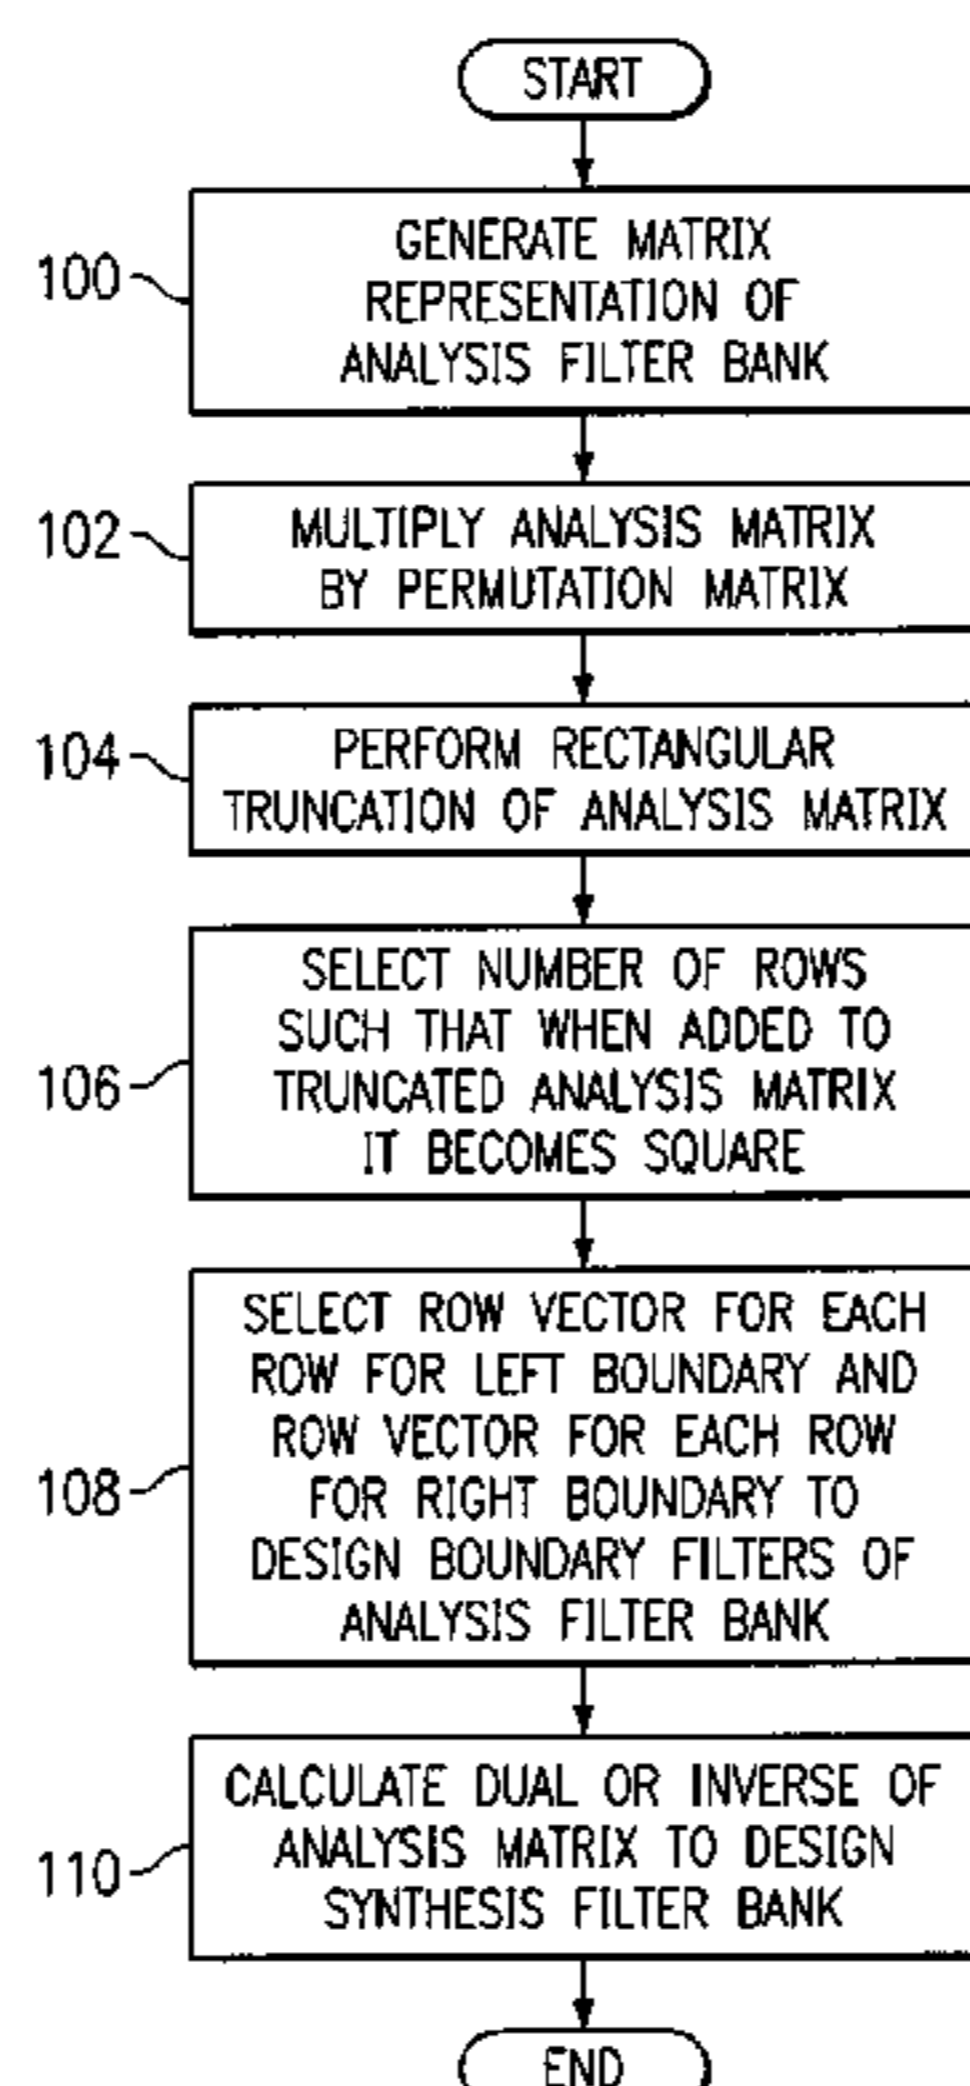 START
100
GENERATE MATRIX
REPRESENTATION OF
ANALYSIS FILTER BANK
102
MULTIPLY ANALYSIS MATRIX
BY PERMUTATION MATRIX
104
PERFORM RECTANGULAR
TRUNCATION OF ANALYSIS MATRIX
106
SELECT NUMBER OF ROWS
SUCH THAT WHEN ADDED TO
TRUNCATED ANALYSIS MATRIX
IT BECOMES SQUARE
108
SELECT ROW VECTOR FOR EACH
ROW FOR LEFT BOUNDARY AND
ROW VECTOR FOR EACH ROW
FOR RIGHT BOUNDARY TO
DESIGN BOUNDARY FILTERS OF
ANALYSIS FILTER BANK
110
CALCULATE DUAL OR INVERSE OF
ANALYSIS MATRIX TO DESIGN
SYNTHESIS FILTER BANK
END